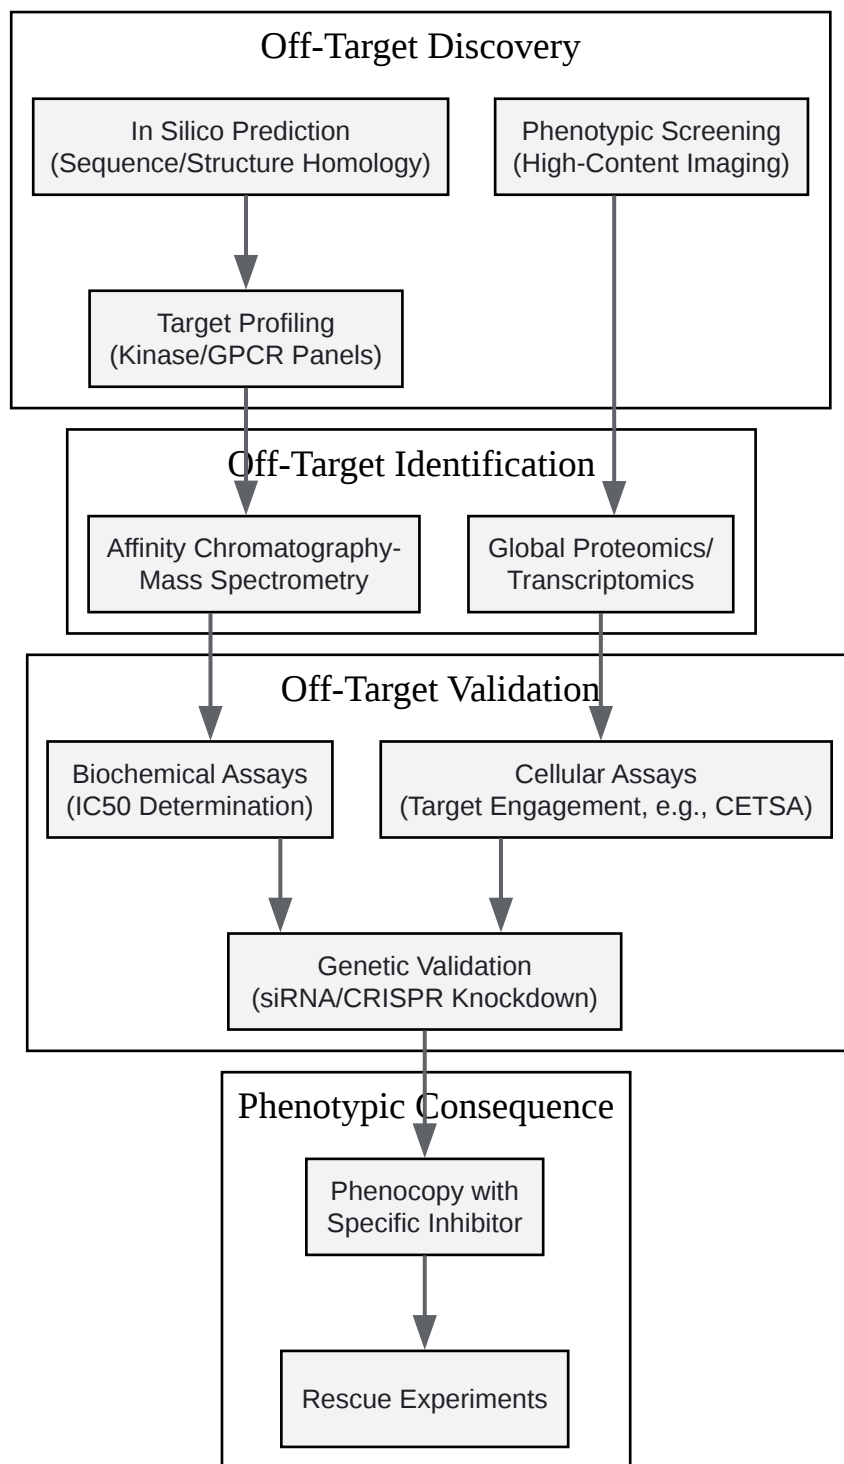 Off-Target Discovery
In Silico Prediction
(Sequence/Structure Homology)
Phenotypic Screening
(High-Content Imaging)
Target Profiling
(Kinase/GPCR Panels)
Off-Target Identification
Affinity Chromatography-
Mass Spectrometry
Global Proteomics/
Transcriptomics
Off-Target Validation
Biochemical Assays
(IC50 Determination)
Cellular Assays
(Target Engagement, e.g., CETSA)
Genetic Validation
(siRNA/CRISPR Knockdown)
Phenotypic Consequence
Phenocopy with
Specific Inhibitor
Rescue Experiments